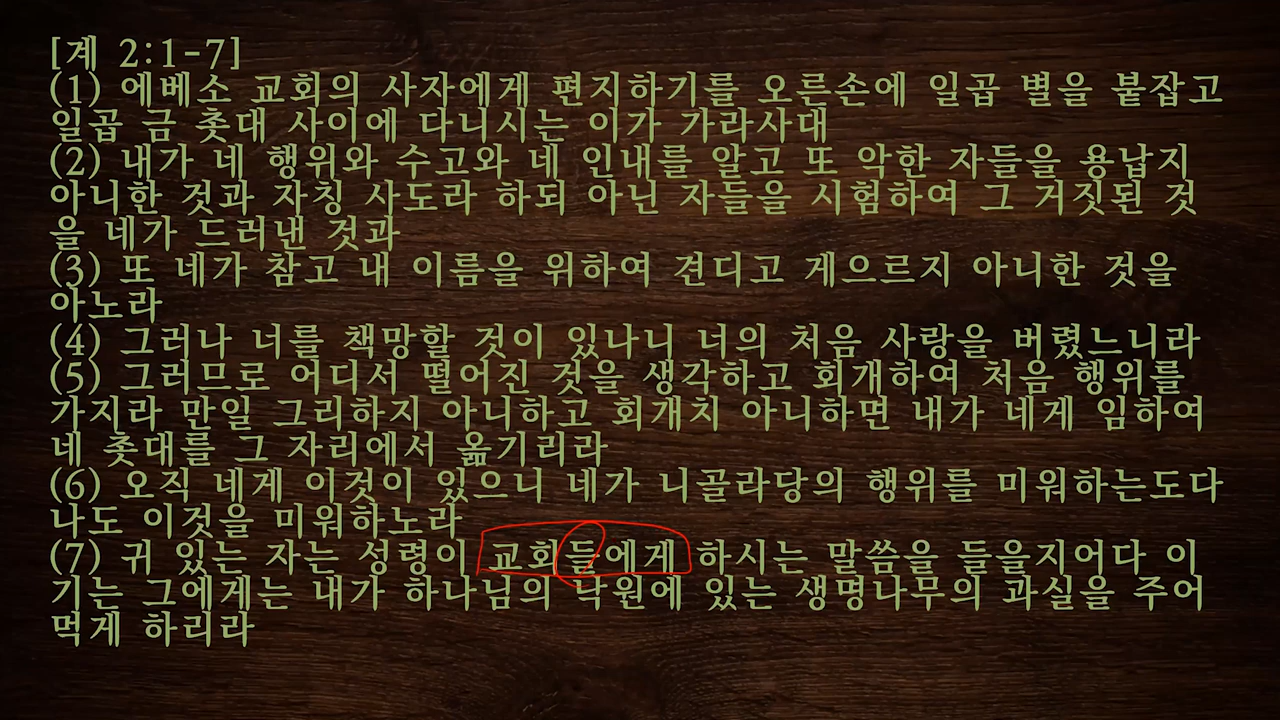 [계 2:1-7]
(1) 에베소 교회의 사자에게 편지하기를 오른손에 일곱 별을 붙잡고
일곱 금 촛대 사이에 다니시는 이가 가라사대
(2) 내가 네 행위와 수고와 네 인내를 알고 또 악한 자들을 용납지
아니한 것과 자칭 사도라 하되 아닌 자들을 시험하여 그 거짓된 것
을 네가 드러낸 것과
(3) 또 네가 참고 내 이름을 위하여 견디고 게으르지 아니한 것을
아노라
(4) 그러나 너를 책망할 것이 있나니 너의 처음 사랑을 버렸느니라
(5) 그러므로 어디서 떨어진 것을 생각하고 회개하여 처음 행위를
가지라 만일 그리하지 아니하고 회개치 아니하면 내가 네게 임하여
네 촛대를 그 자리에서 옮기리라
(6) 오직 네게 이것이 있으니 네가 니골라당의 행위를 미워하는도다
나도 이것을 미워하노라
(7) 귀 있는 자는 성령이 교회들에게 하시는 말씀을 들을지어다 이
기는 그에게는 내가 하나님의 낙원에 있는 생명나무의 과실을 주어
먹게 하리라